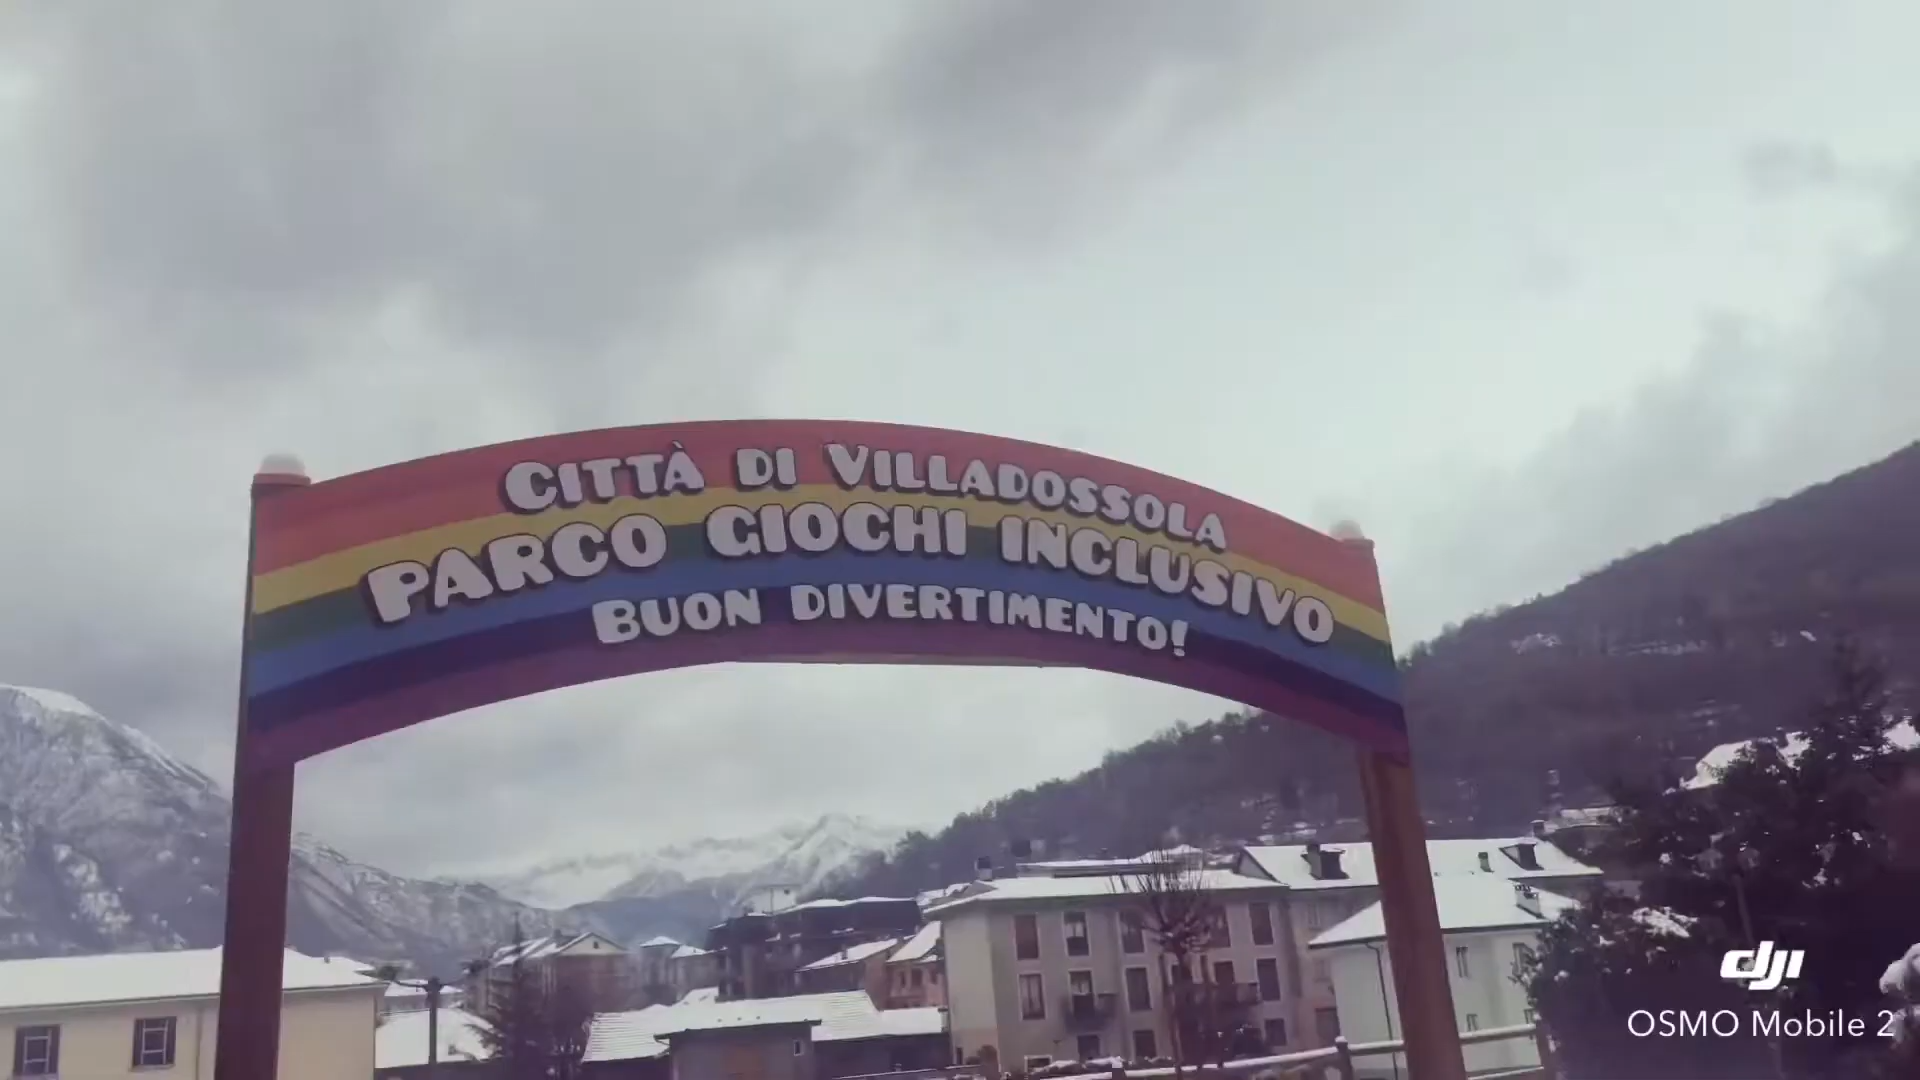 CITTÀ DI VILLADOSSOLA
PARCO GIOCHI INCLUSIVO
BUON DIVERTIMENTO!
dji
OSMO Mobile 2